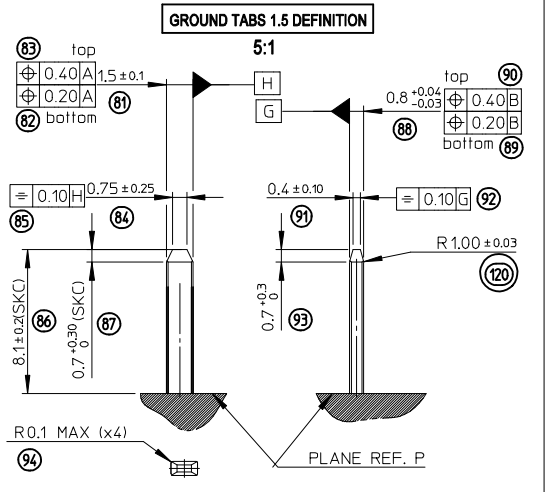 GROUND TABS 1.5 DEFINITION
5:1
83 top
⌖ 0.40 A
⌖ 0.20 A
82 bottom
1.5 ±0.1
81
H
G
top 90
0.8 +0.04 -0.03
88
⌖ 0.40 B
⌖ 0.20 B
bottom 89
⌯ 0.10 H
85
0.75 ±0.25
84
0.4 ±0.10
91
⌯ 0.10 G 92
R 1.00 ±0.03
120
8.1 ±0.2(SKC)
86
0.7 +0.30 0 (SKC)
87
0.7 +0.3 0
93
R0.1 MAX (x4)
94
PLANE REF. P